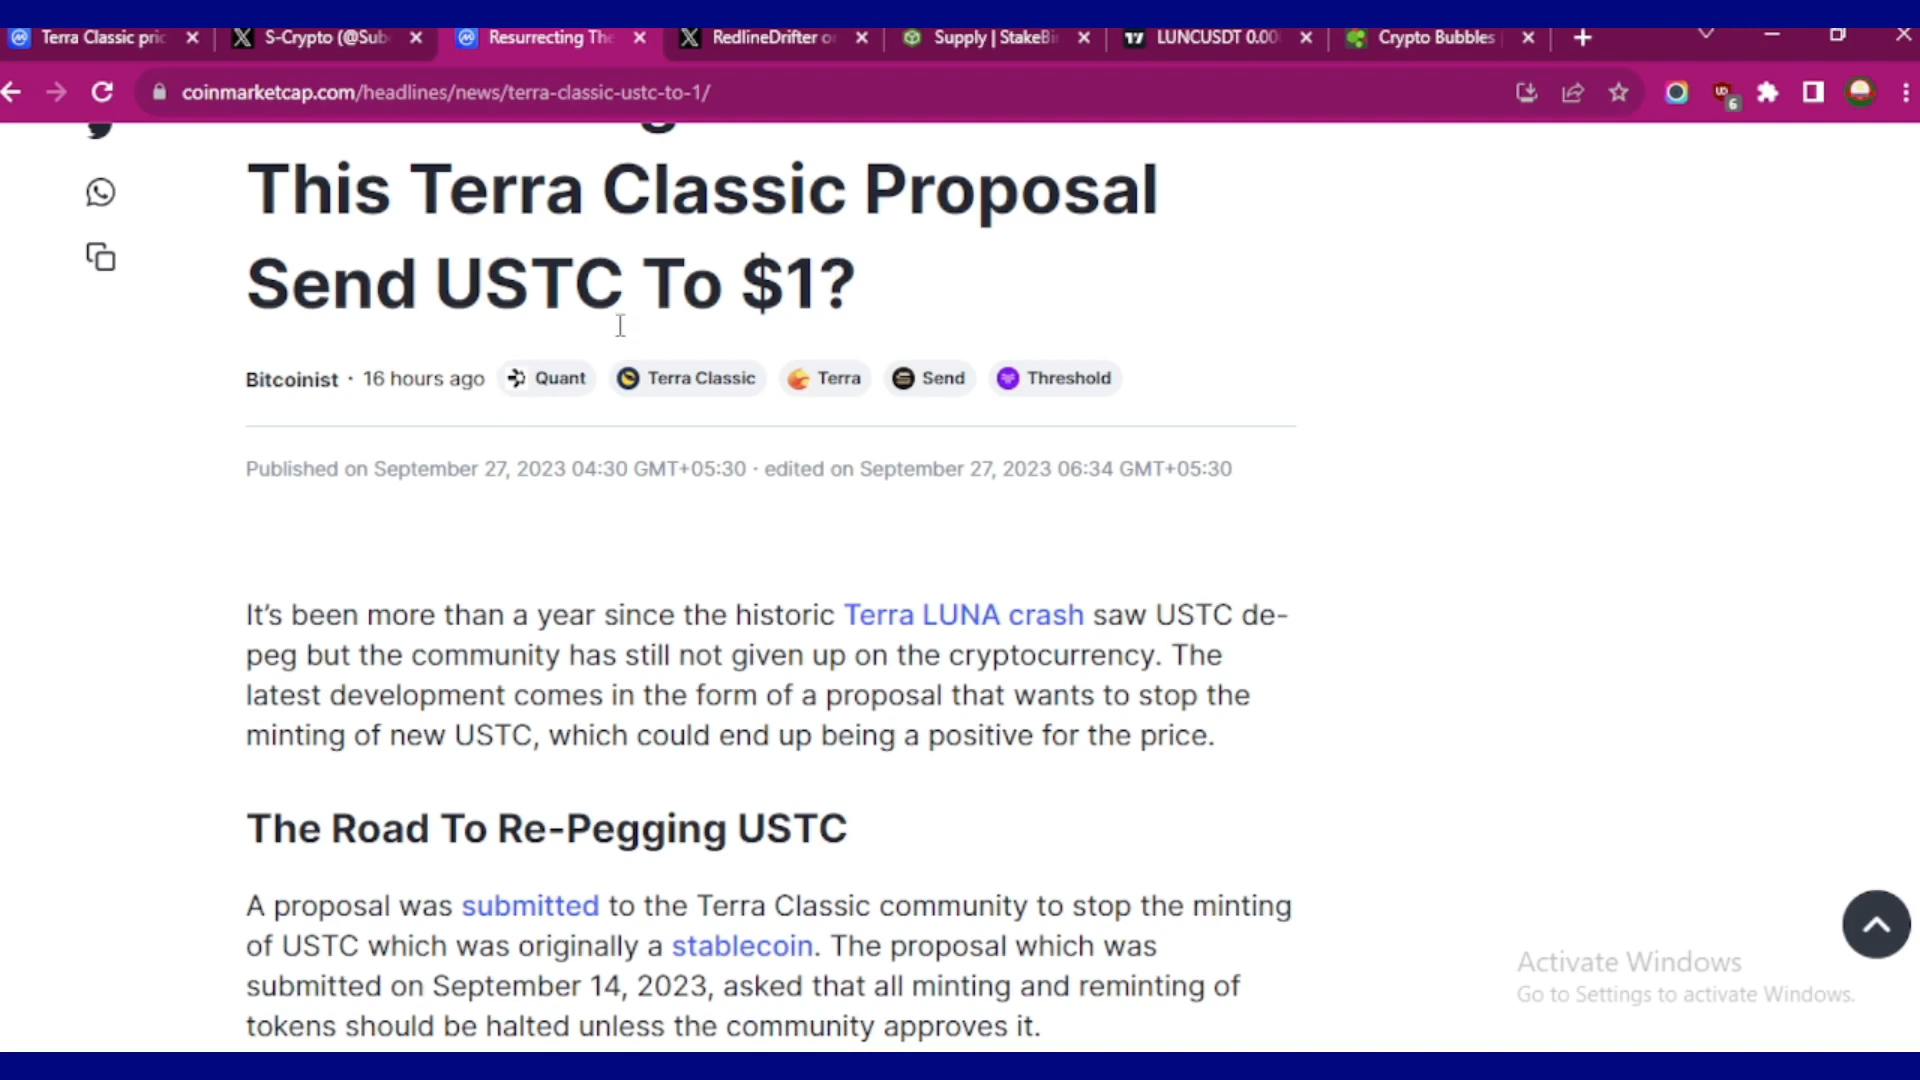 Terra Classic pric
S-Crypto (@Sub
Resurrecting The
RedlineDrifter o
Supply | StakeBi
LUNCUSDT 0.00
Crypto Bubbles
coinmarketcap.com/headlines/news/terra-classic-ustc-to-1/
6
This Terra Classic Proposal
Send USTC To $1?
Bitcoinist · 16 hours ago Quant Terra Classic Terra Send Threshold
Published on September 27, 2023 04:30 GMT+05:30 · edited on September 27, 2023 06:34 GMT+05:30
It's been more than a year since the historic Terra LUNA crash saw USTC de-
peg but the community has still not given up on the cryptocurrency. The
latest development comes in the form of a proposal that wants to stop the
minting of new USTC, which could end up being a positive for the price.
The Road To Re-Pegging USTC
A proposal was submitted to the Terra Classic community to stop the minting
of USTC which was originally a stablecoin. The proposal which was
submitted on September 14, 2023, asked that all minting and reminting of
tokens should be halted unless the community approves it.
Activate Windows
Go to Settings to activate Windows.